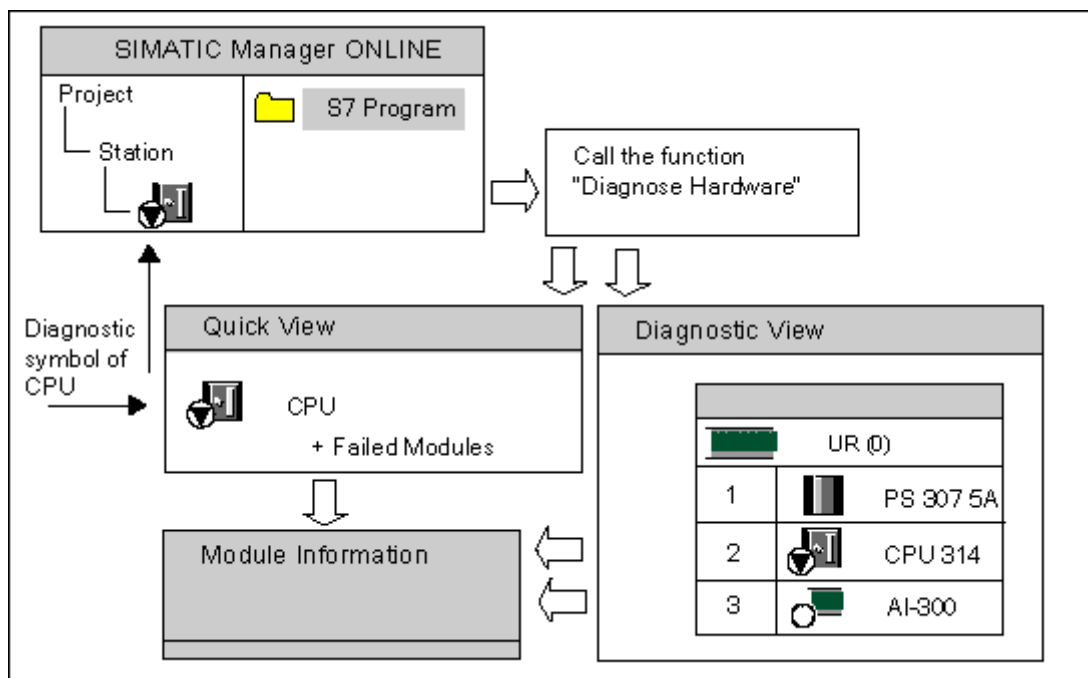 SIMATIC Manager ONLINE
Project
Station
S7 Program
Call the function
"Diagnose Hardware"
Diagnostic
symbol of
CPU
Quick View
CPU
+ Failed Modules
Module Information
Diagnostic View
UR (0)
1 PS 307 5A
2 CPU 314
3 AI-300